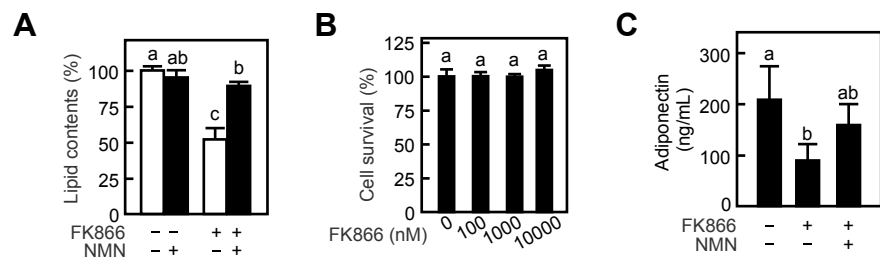 A
Lipid contents (%)
100
50
0
a
ab
c
b
FK866 – – + +
NMN – + – +
B
Cell survival (%)
125
100
75
50
25
0
a
a
a
a
FK866 (nM) 0 100 1000 10000
C
Adiponectin
(ng/mL)
300
200
100
0
a
b
ab
FK866 – + +
NMN – – +